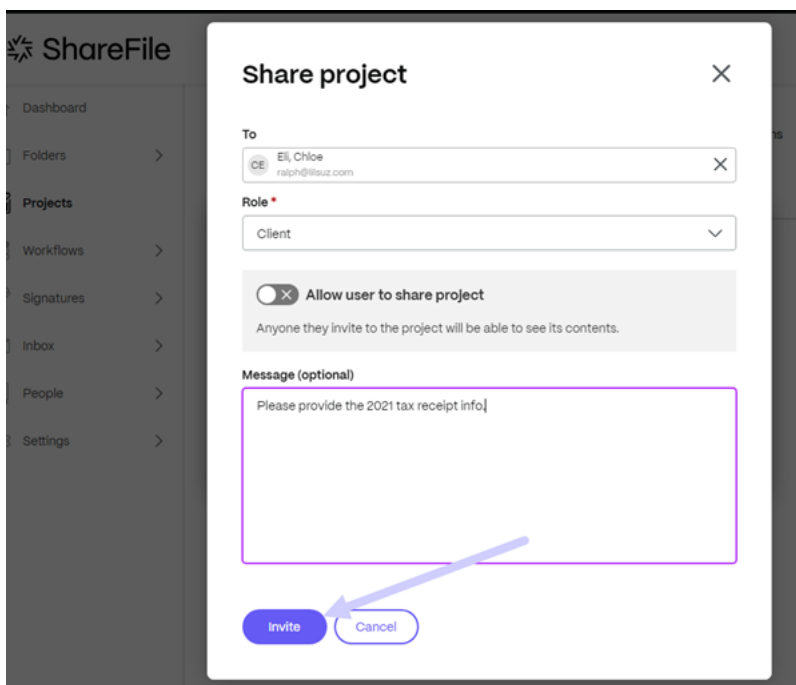 ShareFile
Dashboard
Folders
Projects
Workflows
Signatures
Inbox
People
Settings
Share project
To
CE
Eli, Chloe
ralph@lilsuz.com
Role *
Client
Allow user to share project
Anyone they invite to the project will be able to see its contents.
Message (optional)
Please provide the 2021 tax receipt info.
Invite
Cancel